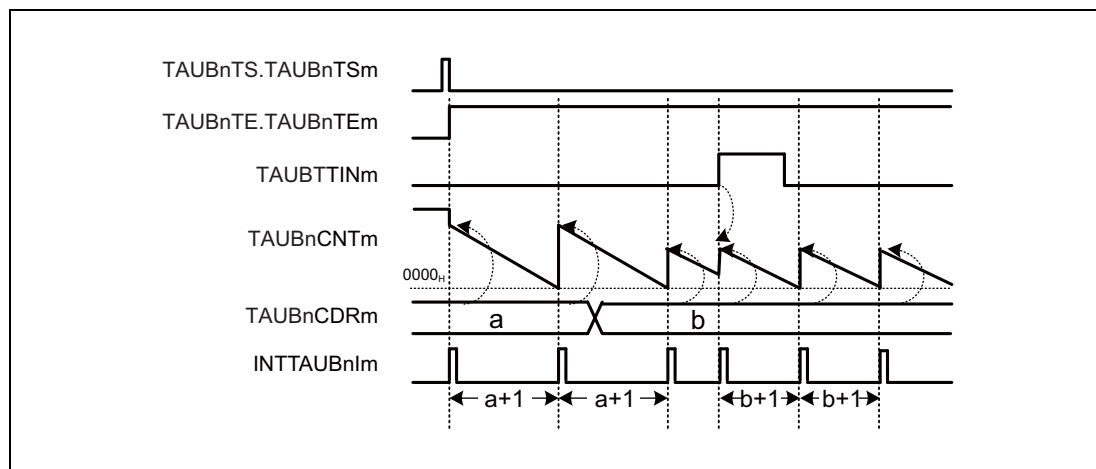 TAUBnTS.TAUBnTSm
TAUBnTE.TAUBnTEm
TAUBTTINm
TAUBnCNTm
0000H
TAUBnCDRm
a
b
INTTAUBnIm
a+1
a+1
b+1
b+1